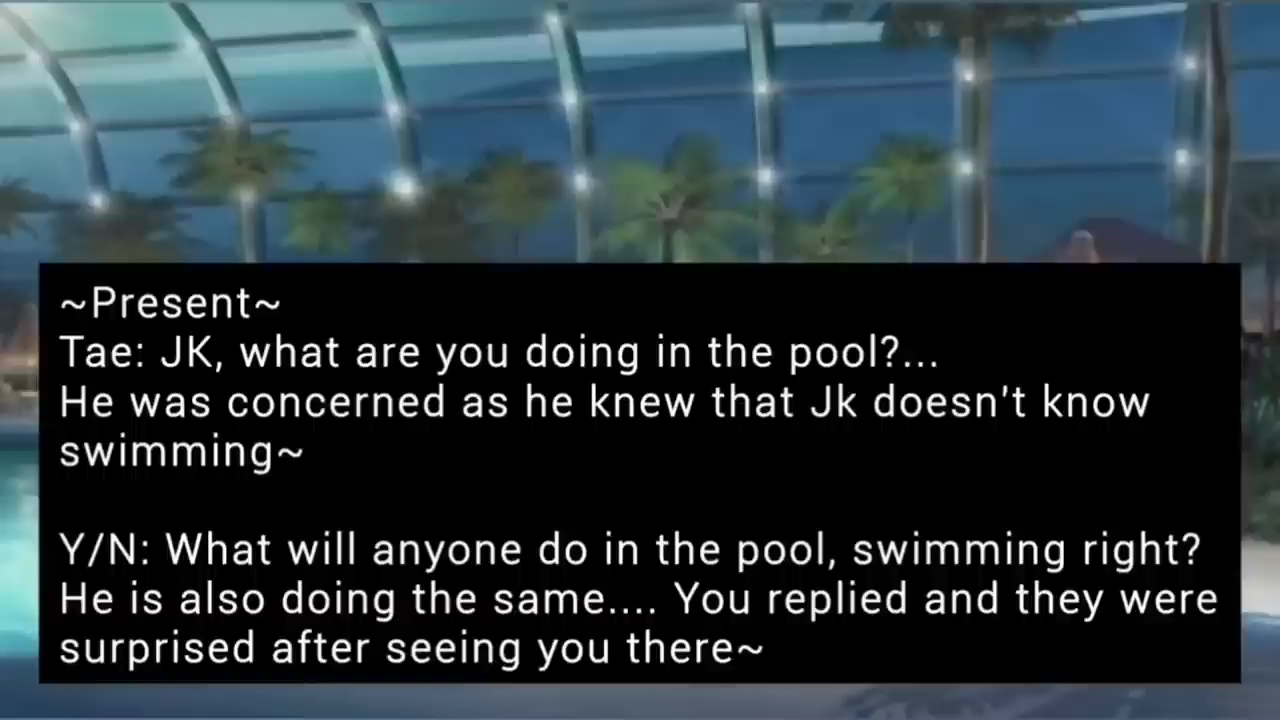 ~Present~
Tae: JK, what are you doing in the pool?...
He was concerned as he knew that Jk doesn't know
swimming~
Y/N: What will anyone do in the pool, swimming right?
He is also doing the same.... You replied and they were
surprised after seeing you there~